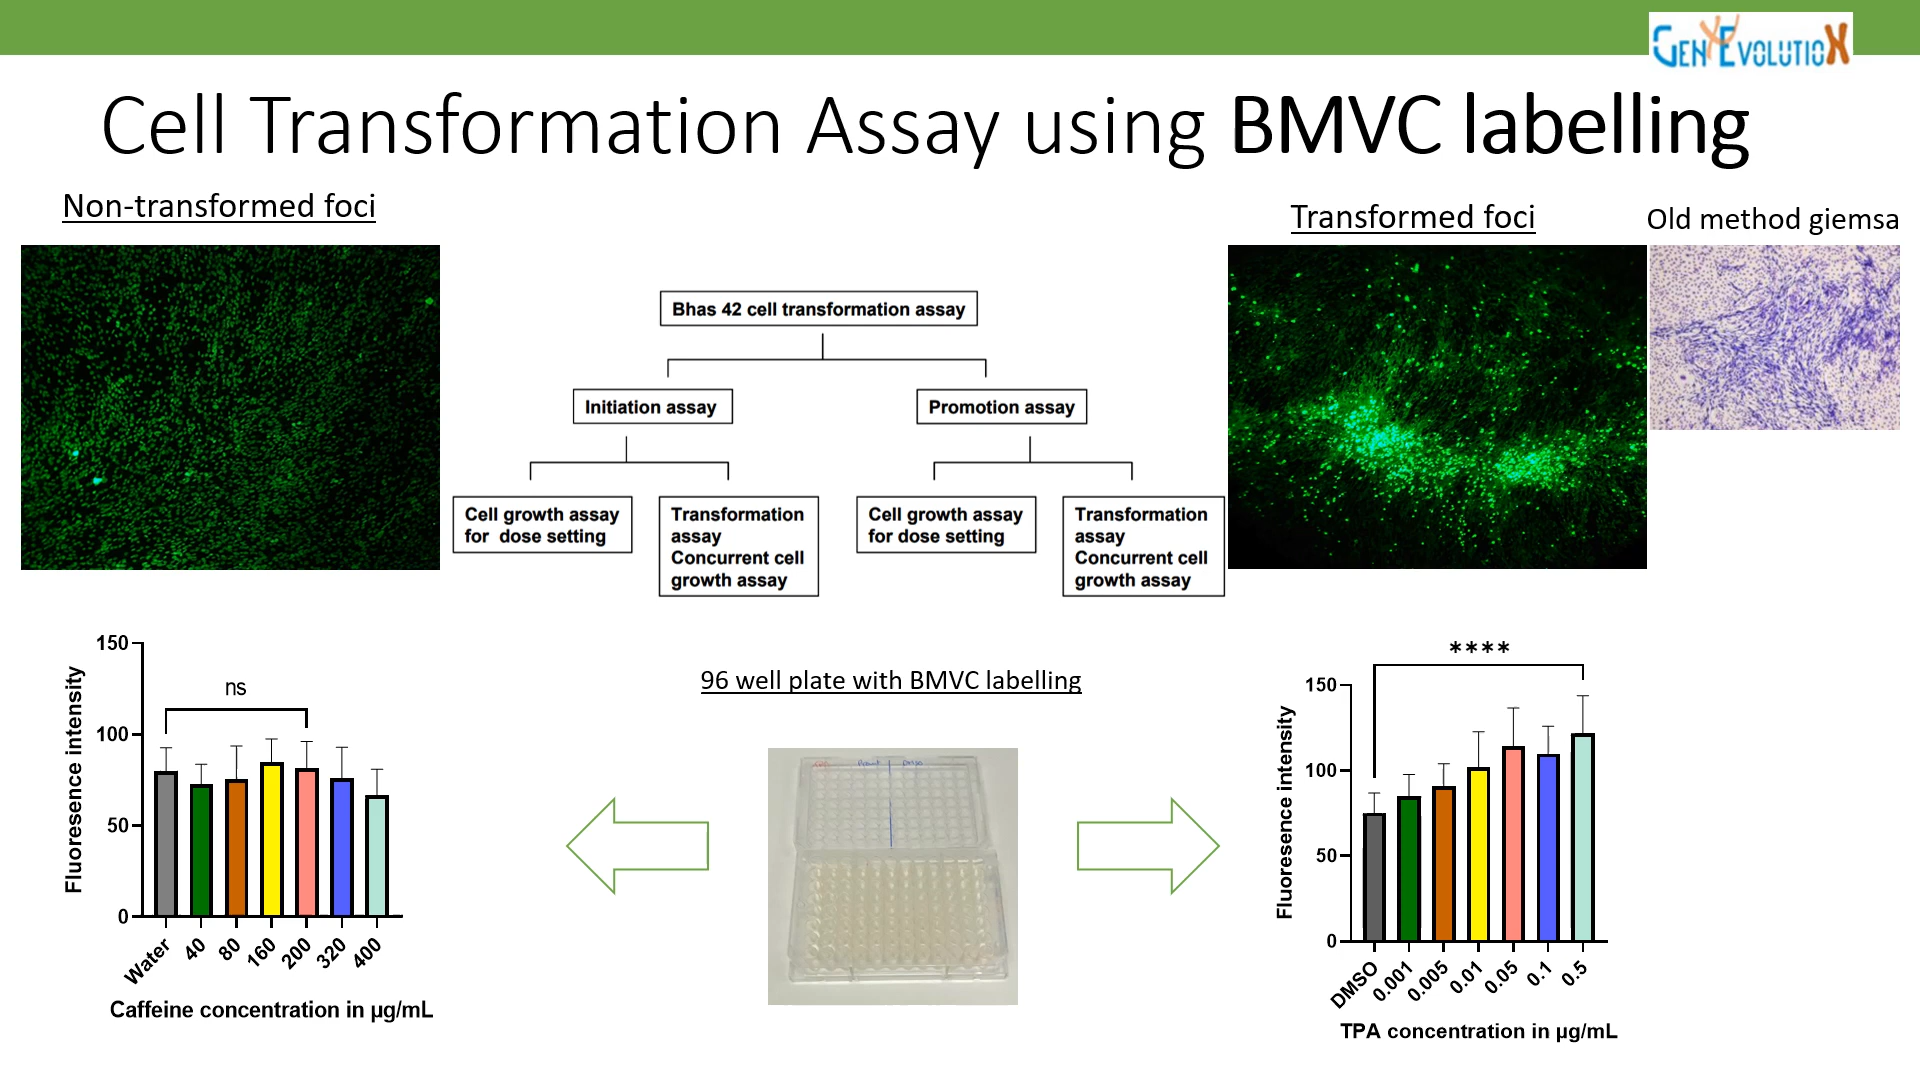 GENEVOLUTION
Cell Transformation Assay using BMVC labelling
Non-transformed foci
Transformed foci
Old method giemsa
Bhas 42 cell transformation assay
Initiation assay
Promotion assay
Cell growth assay
for dose setting
Transformation
assay
Concurrent cell
growth assay
Cell growth assay
for dose setting
Transformation
assay
Concurrent cell
growth assay
Fluoresence intensity
150
100
50
0
ns
Water
40
80
160
200
320
400
Caffeine concentration in µg/mL
96 well plate with BMVC labelling
DMSO
Fluoresence intensity
150
100
50
0
****
DMSO
0.001
0.005
0.01
0.05
0.1
0.5
TPA concentration in µg/mL